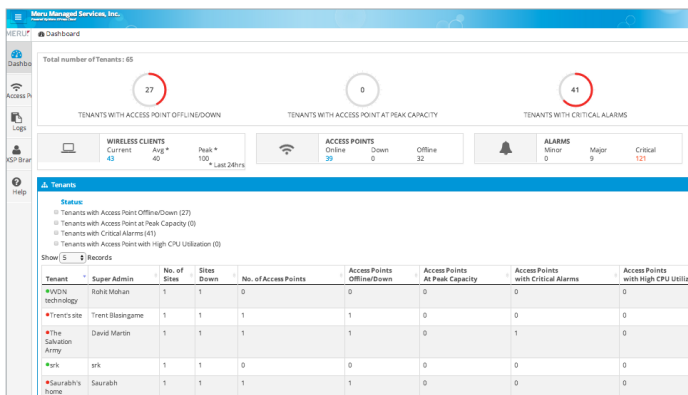 Meru Managed Services, Inc.
MERU
Dashboard
Dashbo
Total number of Tenants: 65
27
0
41
TENANTS WITH ACCESS POINT OFFLINE/DOWN
TENANTS WITH ACCESS POINT AT PEAK CAPACITY
TENANTS WITH CRITICAL ALARMS
Access Po
Logs
KSP Bran
Help
WIRELESS CLIENTS
Current Avg * Peak *
43 40 100
* Last 24hrs
ACCESS POINTS
Online Down Offline
39 0 32
ALARMS
Minor Major Critical
0 9 121
Tenants
Status:
Tenants with Access Point Offline/Down (27)
Tenants with Access Point at Peak Capacity (0)
Tenants with Critical Alarms (41)
Tenants with Access Point with High CPU Utilization (0)
Show 5 Records
Tenant Super Admin No. of Sites Sites Down No. of Access Points Access Points Offline/Down Access Points At Peak Capacity Access Points with Critical Alarms Access Points with High CPU Utiliza
VVDN technology Rohit Mohan 1 1 0 0 0 0 0
Trent's site Trent Blasingame 1 1 1 1 0 0 0
The Salvation Army David Martin 1 1 1 1 0 1 0
srk srk 1 1 0 0 0 0 0
Saurabh's home Saurabh 1 1 1 1 0 0 0